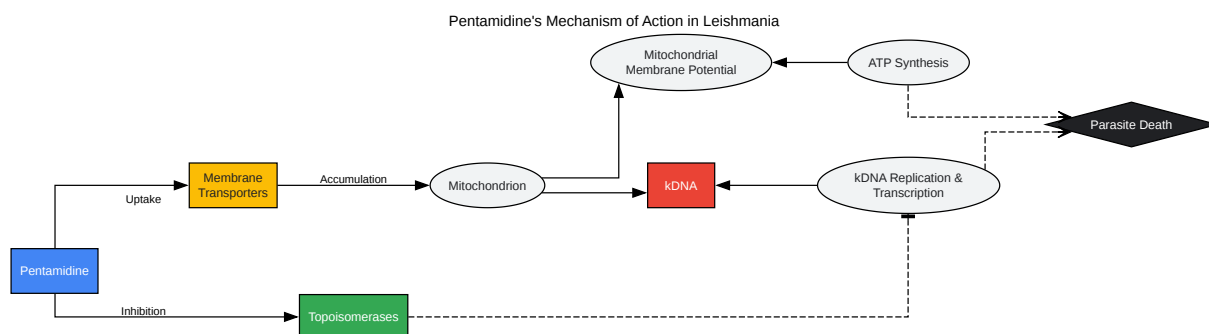 Pentamidine's Mechanism of Action in Leishmania
Mitochondrial
Membrane Potential
ATP Synthesis
Parasite Death
Membrane
Transporters
Accumulation
Mitochondrion
kDNA
kDNA Replication &
Transcription
Uptake
Pentamidine
Inhibition
Topoisomerases